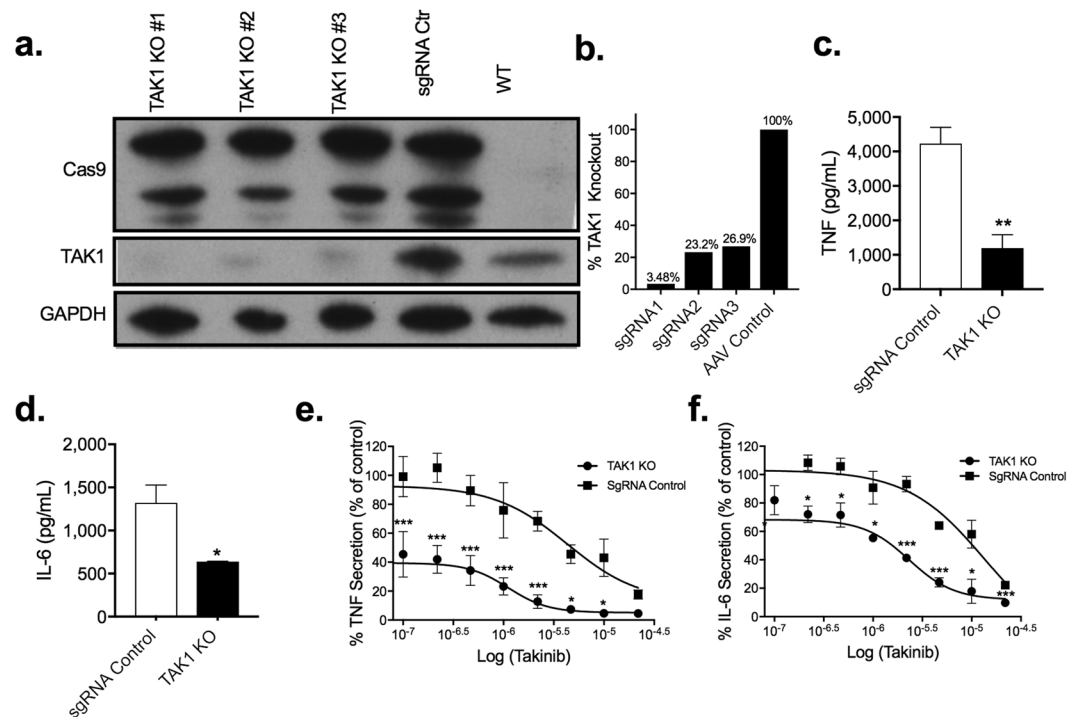 a.
TAK1 KO #1
TAK1 KO #2
TAK1 KO #3
sgRNA Ctr
WT
Cas9
TAK1
GAPDH
b.
% TAK1 Knockout
100
80
60
40
20
0
3.48%
23.2%
26.9%
100%
sgRNA1
sgRNA2
sgRNA3
AAV Control
c.
TNF (pg/mL)
5,000
4,000
3,000
2,000
1,000
0
**
sgRNA Control
TAK1 KO
d.
IL-6 (pg/mL)
2,000
1,500
1,000
500
0
*
sgRNA Control
TAK1 KO
e.
% TNF Secretion (% of control)
120
100
80
60
40
20
0
TAK1 KO
SgRNA Control
***
***
***
***
***
*
*
10-7
10-6.5
10-6
10-5.5
10-5
10-4.5
Log (Takinib)
f.
% IL-6 Secretion (% of control)
120
100
80
60
40
20
0
TAK1 KO
SgRNA Control
*
*
*
*
***
***
*
***
10-7
10-6.5
10-6
10-5.5
10-5
10-4.5
Log (Takinib)